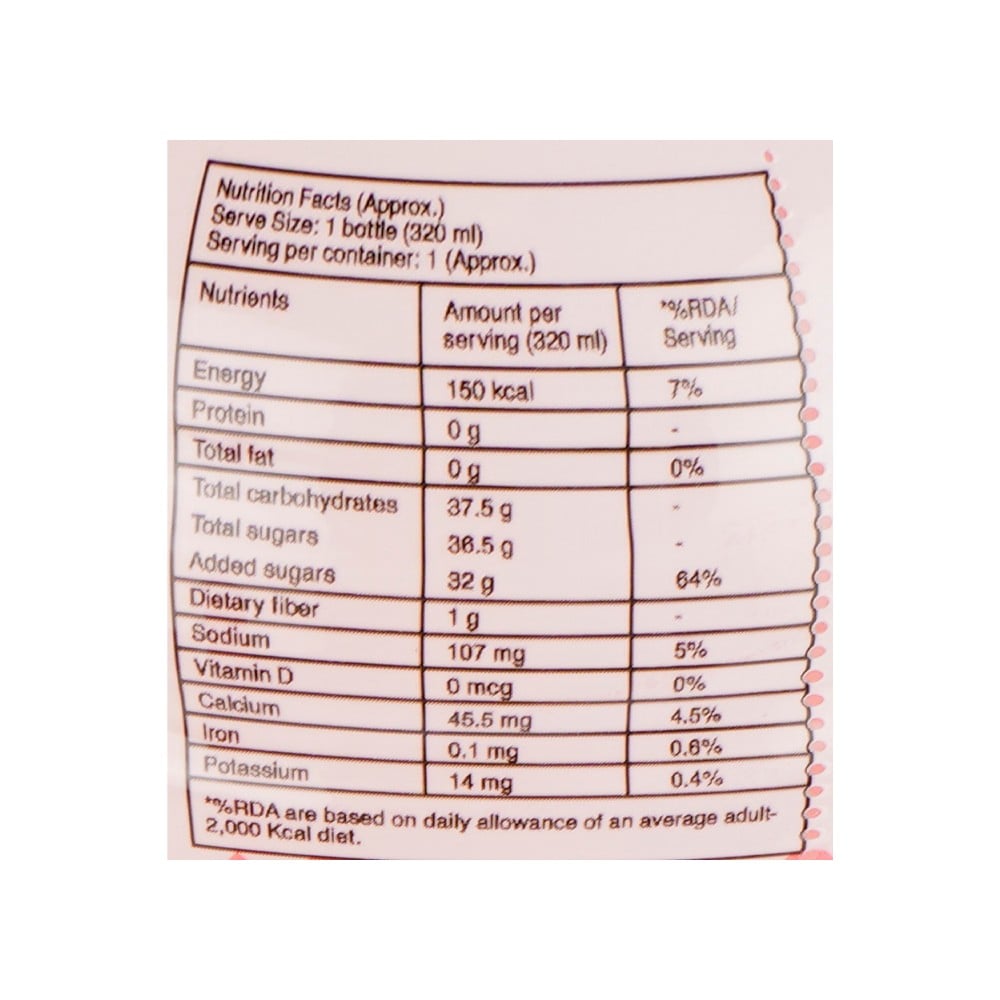 Nutrition Facts (Approx.)
Serve Size: 1 bottle (320 ml)
Serving per container: 1 (Approx.)
Nutrients Amount per serving (320 ml) *%RDA/ Serving
Energy 150 kcal 7%
Protein 0 g -
Total fat 0 g 0%
Total carbohydrates 37.5 g -
Total sugars 36.5 g -
Added sugars 32 g 64%
Dietary fiber 1 g -
Sodium 107 mg 5%
Vitamin D 0 mcg 0%
Calcium 45.5 mg 4.5%
Iron 0.1 mg 0.6%
Potassium 14 mg 0.4%
*%RDA are based on daily allowance of an average adult-
2,000 Kcal diet.